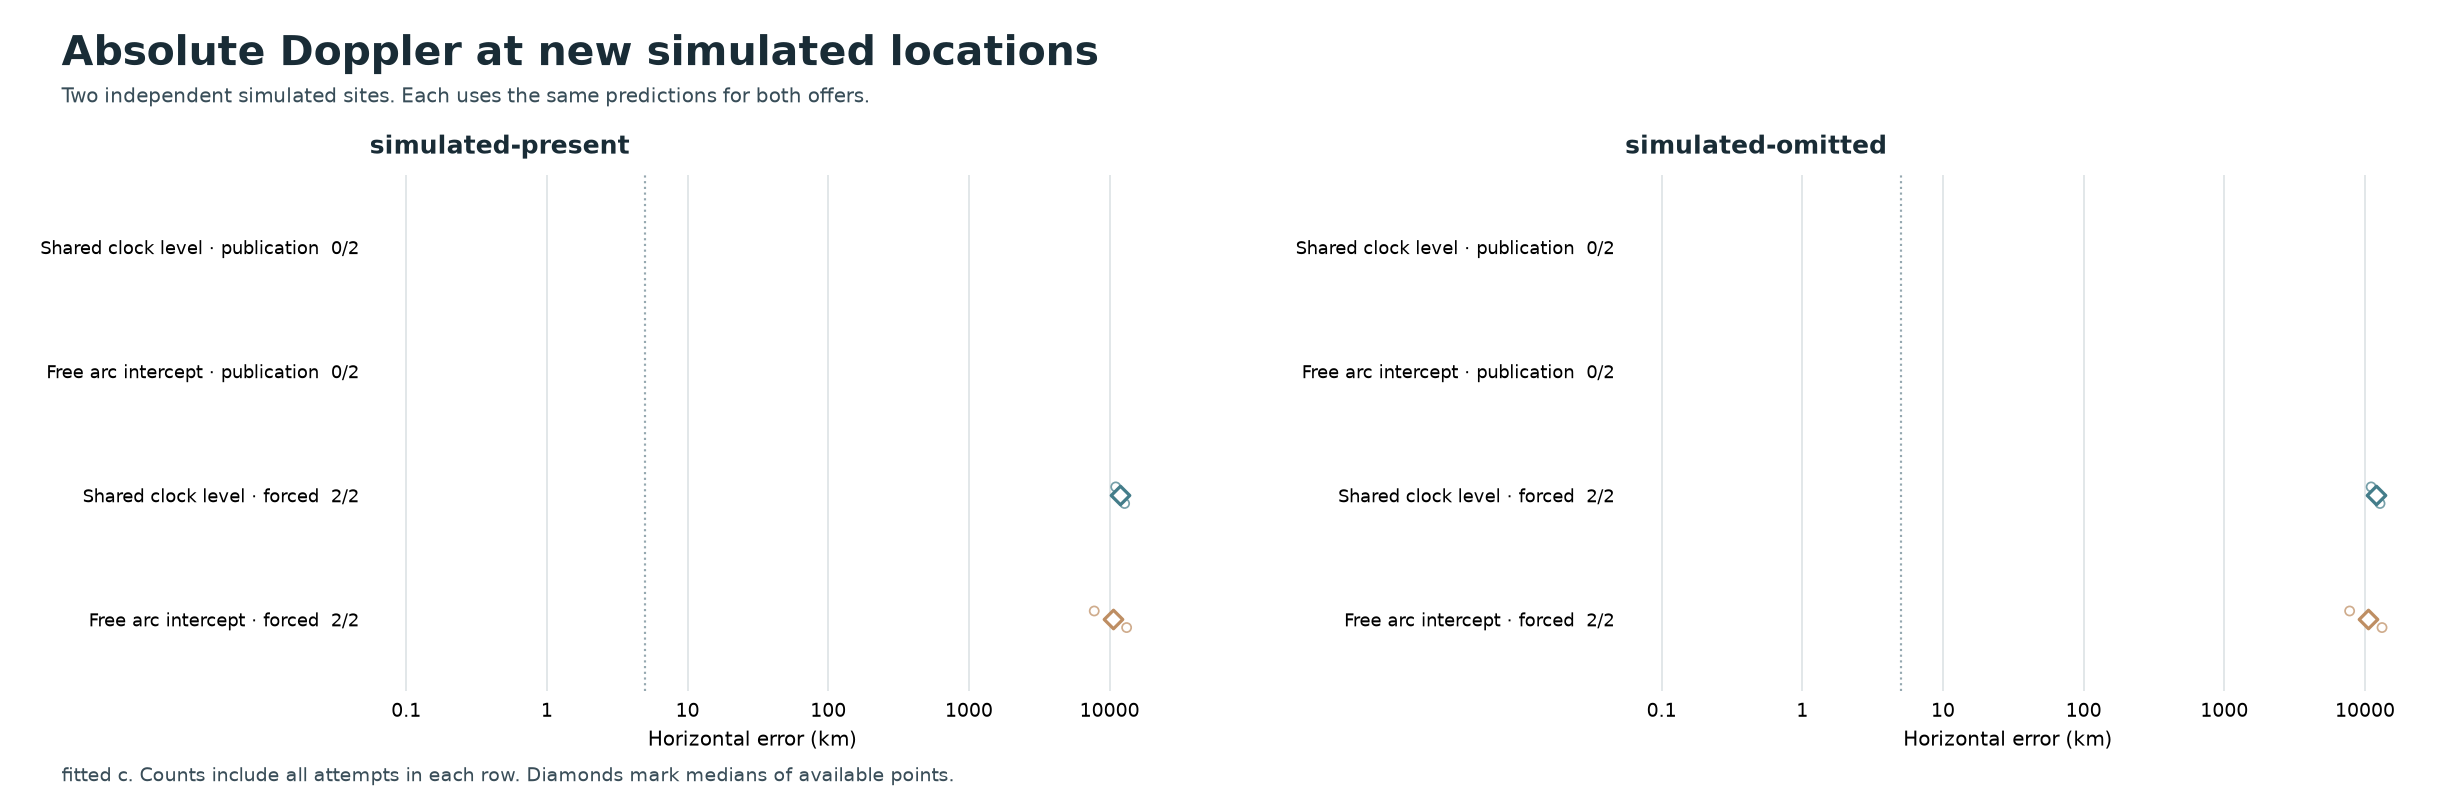 Absolute Doppler at new simulated locations
Two independent simulated sites. Each uses the same predictions for both offers.
simulated-present
Shared clock level · publication 0/2
Free arc intercept · publication 0/2
Shared clock level · forced 2/2
Free arc intercept · forced 2/2
0.1 1 10 100 1000 10000
Horizontal error (km)
simulated-omitted
Shared clock level · publication 0/2
Free arc intercept · publication 0/2
Shared clock level · forced 2/2
Free arc intercept · forced 2/2
0.1 1 10 100 1000 10000
Horizontal error (km)
fitted c. Counts include all attempts in each row. Diamonds mark medians of available points.